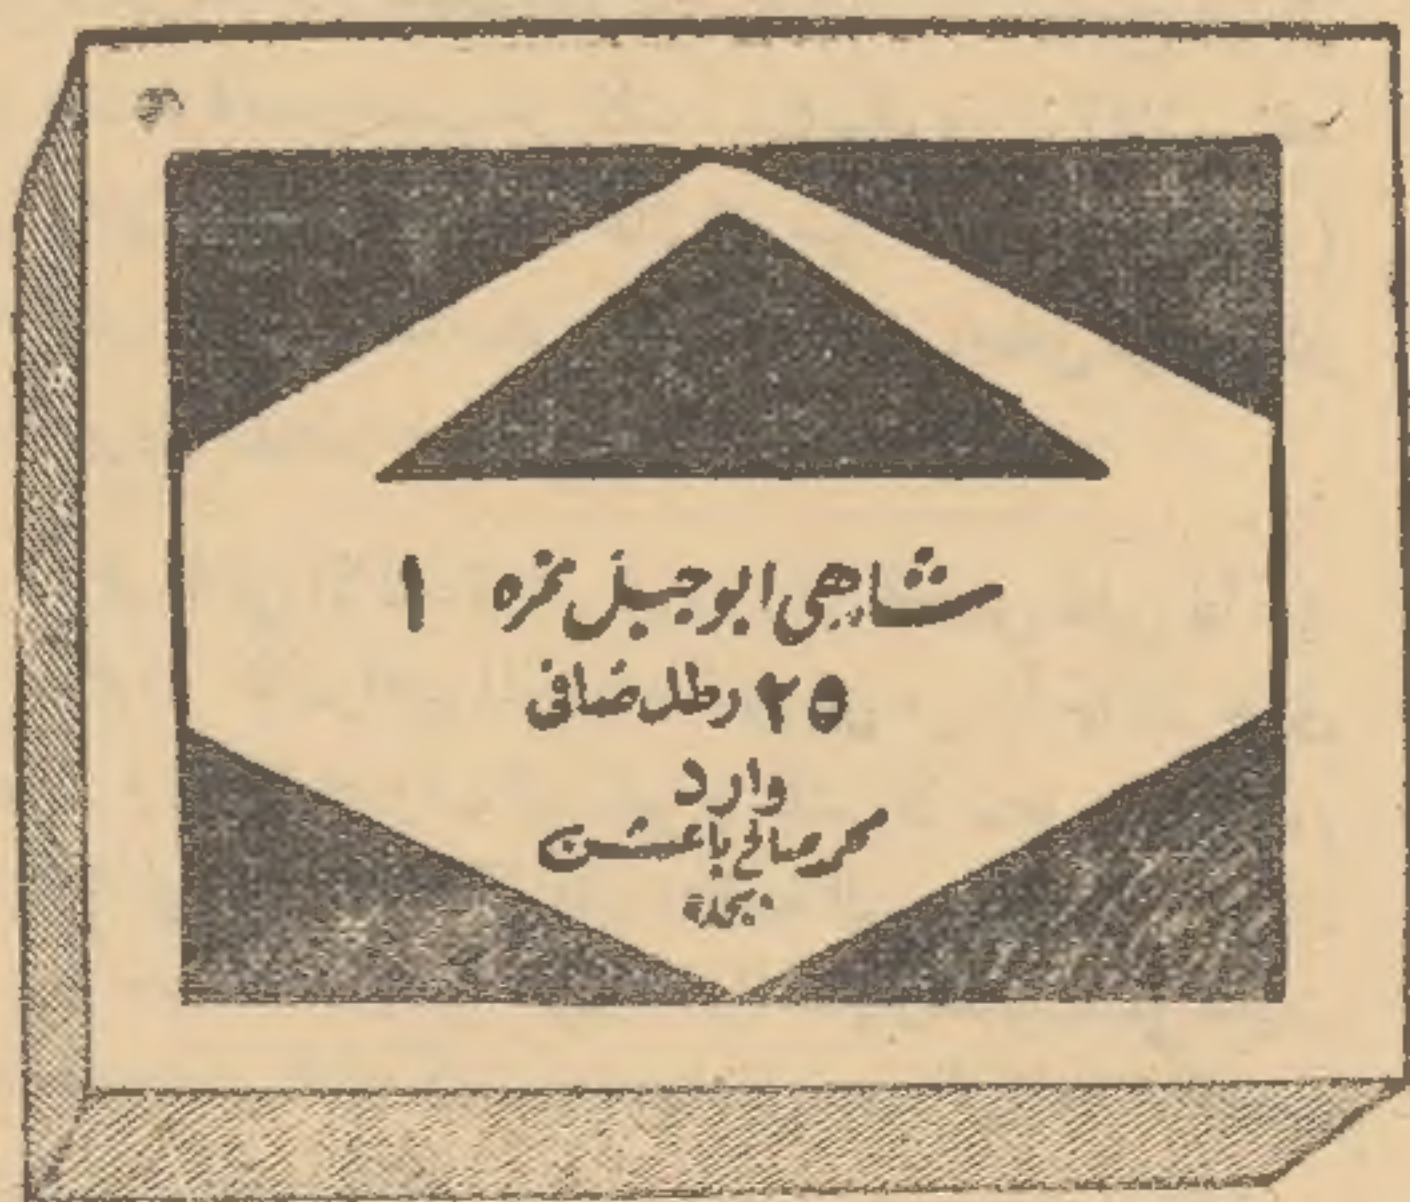 شاهي ابو جبل نمره ١
٢٥ رطل صافي
وارد
محمد صالح باعشن
بجدة